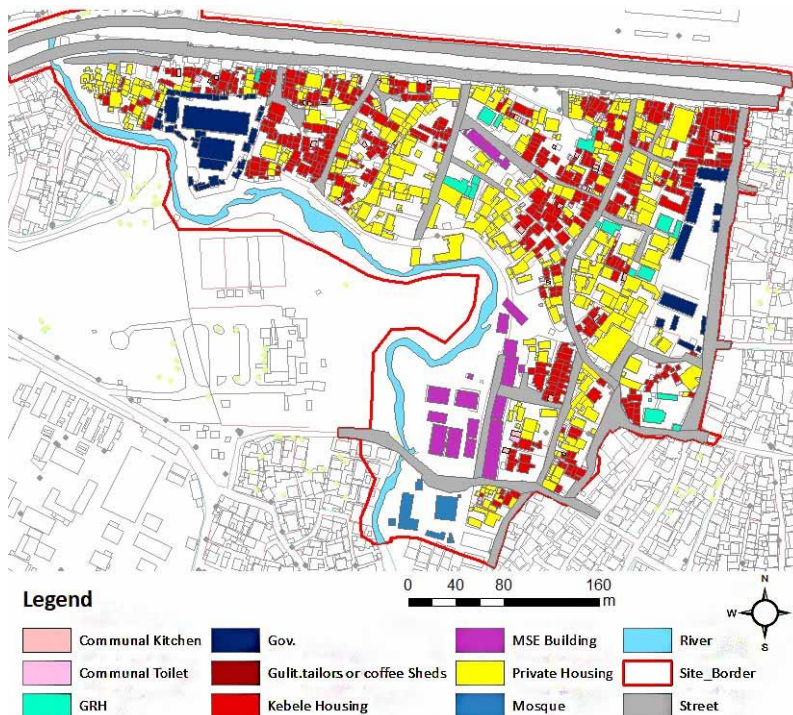 Legend
0 40 80 160
m
N
W
E
S
Communal Kitchen
Gov.
MSE Building
River
Communal Toilet
Gulit.tailors or coffee Sheds
Private Housing
Site_Border
GRH
Kebele Housing
Mosque
Street